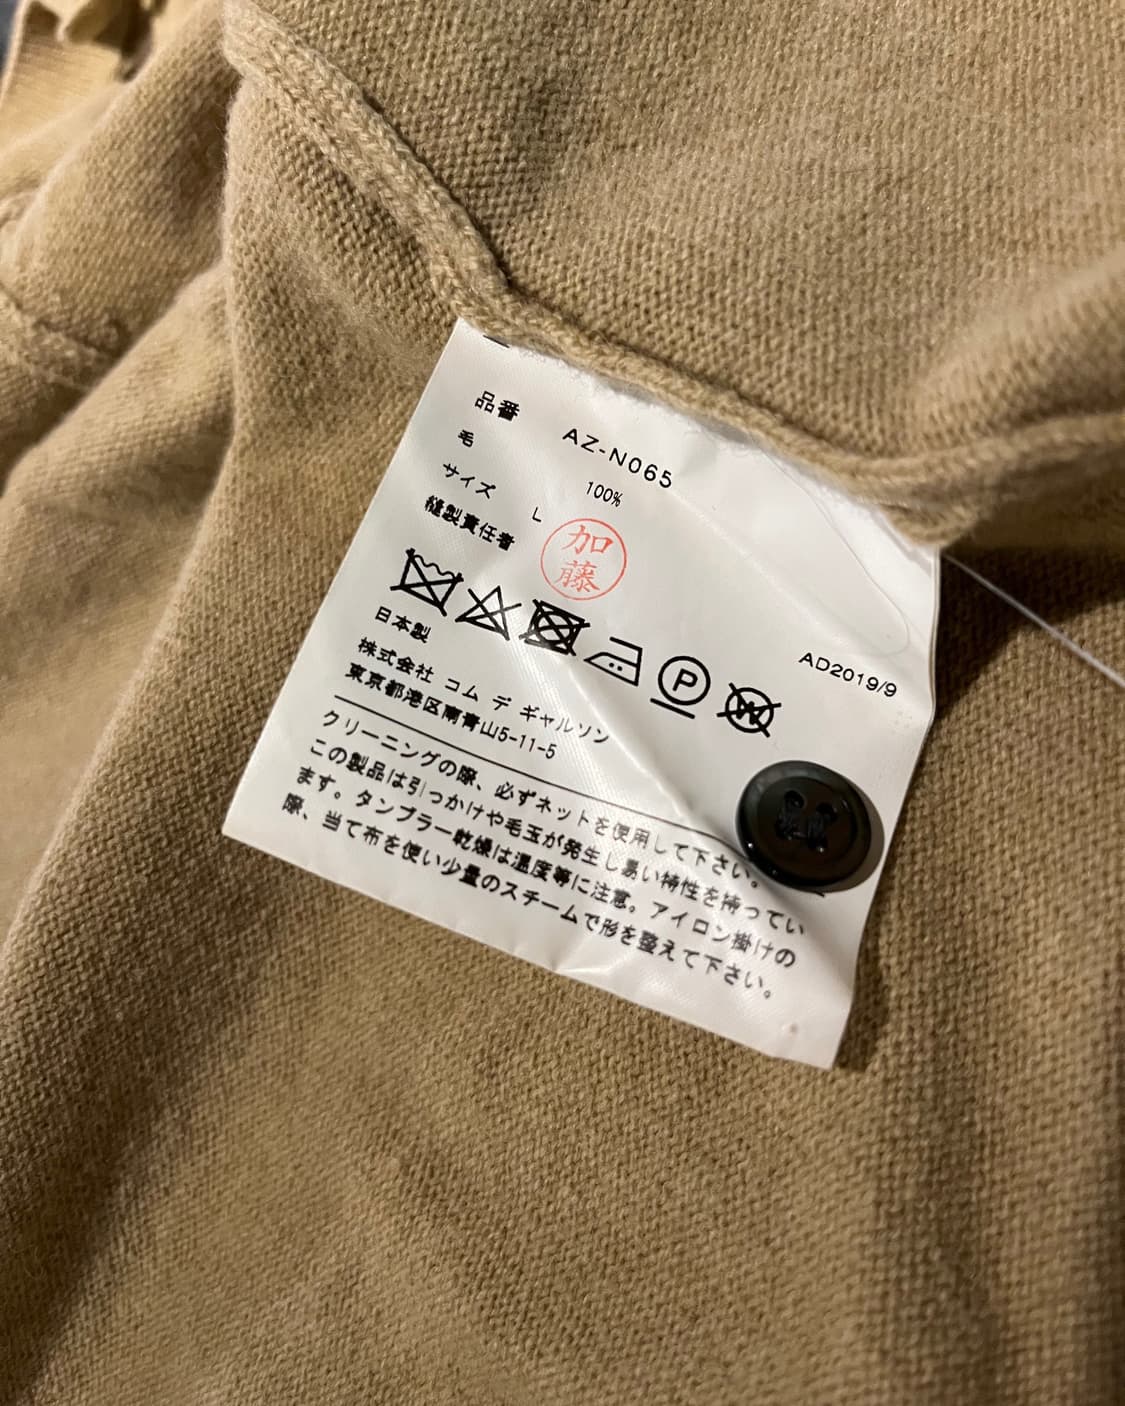 品番 AZ-N065
毛 100%
サイズ L
縫製責任者 加藤
P W
日本製 AD2019/9
株式会社 コム デ ギャルソン
東京都港区南青山5-11-5
クリーニングの際、必ずネットを使用して下さい。
この製品は引っかけや毛玉が発生し易い特性を持ってい
ます。タンブラー乾燥は温度等に注意。アイロン掛けの
際、当て布を使い少量のスチームで形を整えて下さい。